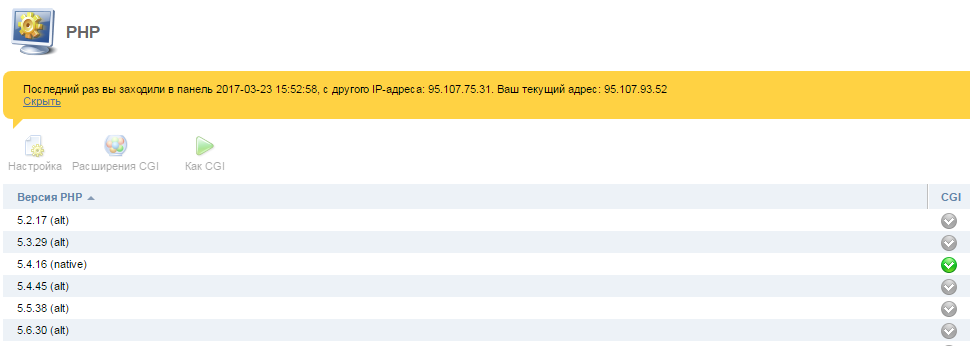 PHP
Последний раз вы заходили в панель 2017-03-23 15:52:58, с другого IP-адреса: 95.107.75.31. Ваш текущий адрес: 95.107.93.52
Скрыть
Настройка Расширения CGI Как CGI
Версия PHP CGI
5.2.17 (alt)
5.3.29 (alt)
5.4.16 (native)
5.4.45 (alt)
5.5.38 (alt)
5.6.30 (alt)